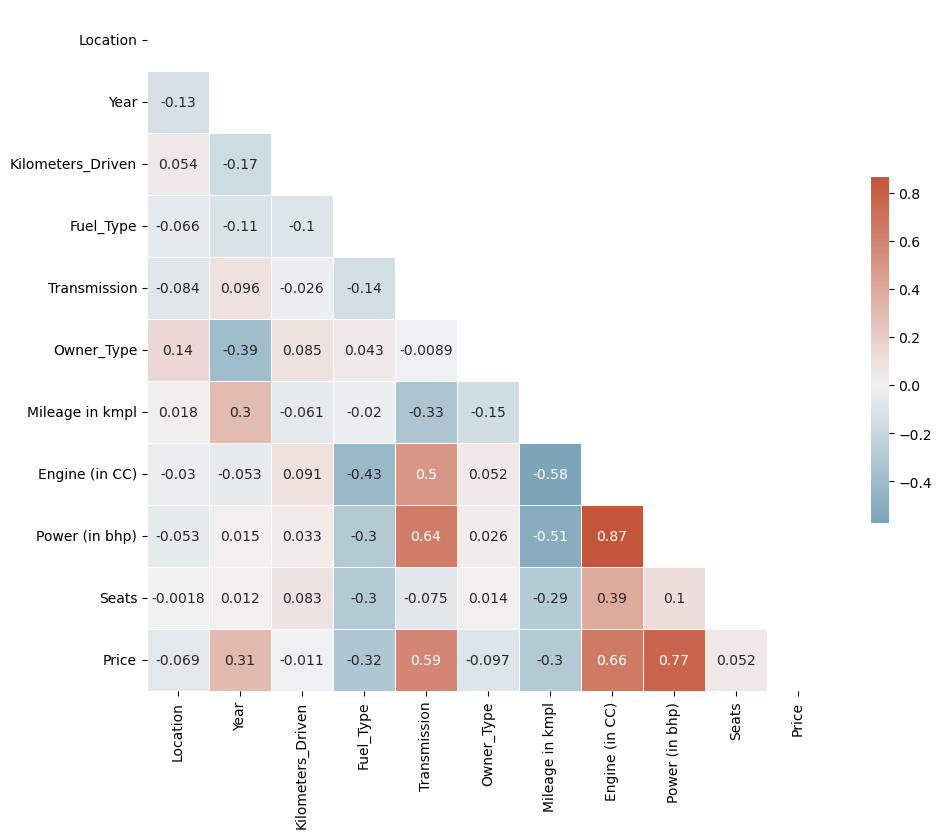 Location
Year -0.13
Kilometers_Driven 0.054 -0.17
Fuel_Type -0.066 -0.11 -0.1
Transmission -0.084 0.096 -0.026 -0.14
Owner_Type 0.14 -0.39 0.085 0.043 -0.0089
Mileage in kmpl 0.018 0.3 -0.061 -0.02 -0.33 -0.15
Engine (in CC) -0.03 -0.053 0.091 -0.43 0.5 0.052 -0.58
Power (in bhp) -0.053 0.015 0.033 -0.3 0.64 0.026 -0.51 0.87
Seats -0.0018 0.012 0.083 -0.3 -0.075 0.014 -0.29 0.39 0.1
Price -0.069 0.31 -0.011 -0.32 0.59 -0.097 -0.3 0.66 0.77 0.052
Location
Year
Kilometers_Driven
Fuel_Type
Transmission
Owner_Type
Mileage in kmpl
Engine (in CC)
Power (in bhp)
Seats
Price
0.8
0.6
0.4
0.2
0.0
−0.2
−0.4